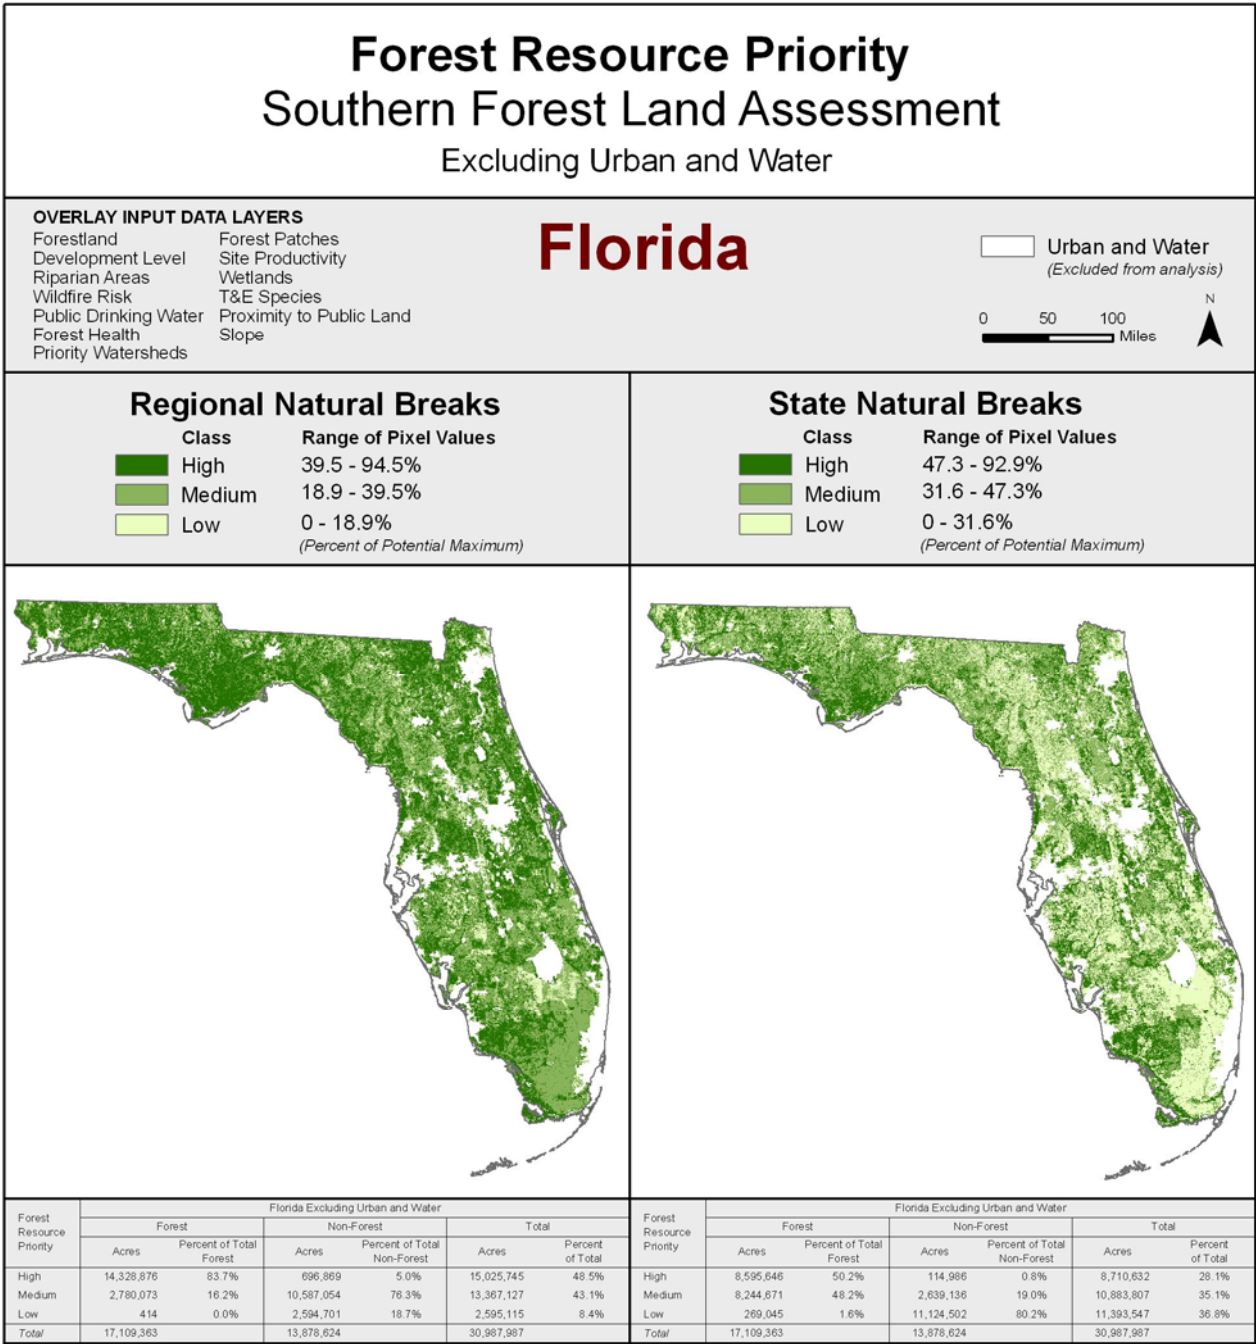 Forest Resource Priority
Southern Forest Land Assessment
Excluding Urban and Water
OVERLAY INPUT DATA LAYERS
Forestland Forest Patches
Development Level Site Productivity
Riparian Areas Wetlands
Wildfire Risk T&E Species
Public Drinking Water Proximity to Public Land
Forest Health Slope
Priority Watersheds
Florida
Urban and Water
(Excluded from analysis)
N
0 50 100
Miles
Regional Natural Breaks
Class Range of Pixel Values
High 39.5 - 94.5%
Medium 18.9 - 39.5%
Low 0 - 18.9%
(Percent of Potential Maximum)
State Natural Breaks
Class Range of Pixel Values
High 47.3 - 92.9%
Medium 31.6 - 47.3%
Low 0 - 31.6%
(Percent of Potential Maximum)
Forest Resource Priority
Florida Excluding Urban and Water
Forest Non-Forest Total
Acres Percent of Total Forest Acres Percent of Total Non-Forest Acres Percent of Total
High 14,328,876 83.7% 696,869 5.0% 15,025,745 48.5%
Medium 2,780,073 16.2% 10,587,054 76.3% 13,367,127 43.1%
Low 414 0.0% 2,594,701 18.7% 2,595,115 8.4%
Total 17,109,363 13,878,624 30,987,987
Forest Resource Priority
Florida Excluding Urban and Water
Forest Non-Forest Total
Acres Percent of Total Forest Acres Percent of Total Non-Forest Acres Percent of Total
High 8,595,646 50.2% 114,986 0.8% 8,710,632 28.1%
Medium 8,244,671 48.2% 2,639,136 19.0% 10,883,807 35.1%
Low 269,045 1.6% 11,124,502 80.2% 11,393,547 36.8%
Total 17,109,363 13,878,624 30,987,987